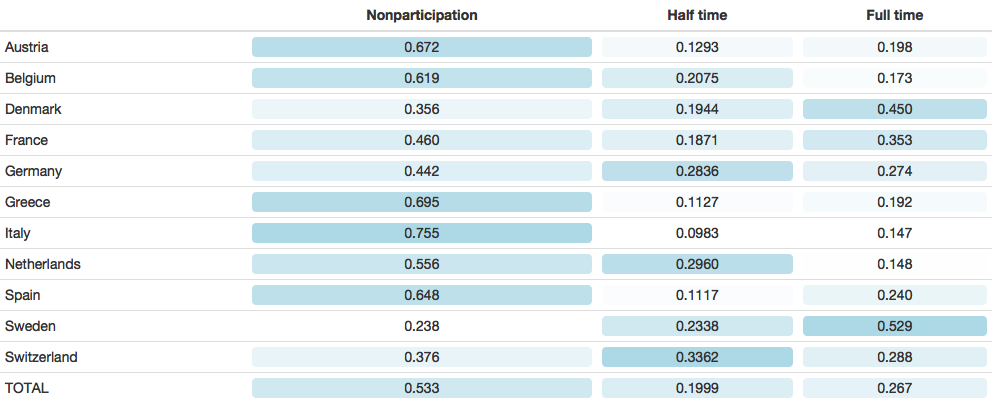 Nonparticipation Half time Full time
Austria 0.672 0.1293 0.198
Belgium 0.619 0.2075 0.173
Denmark 0.356 0.1944 0.450
France 0.460 0.1871 0.353
Germany 0.442 0.2836 0.274
Greece 0.695 0.1127 0.192
Italy 0.755 0.0983 0.147
Netherlands 0.556 0.2960 0.148
Spain 0.648 0.1117 0.240
Sweden 0.238 0.2338 0.529
Switzerland 0.376 0.3362 0.288
TOTAL 0.533 0.1999 0.267